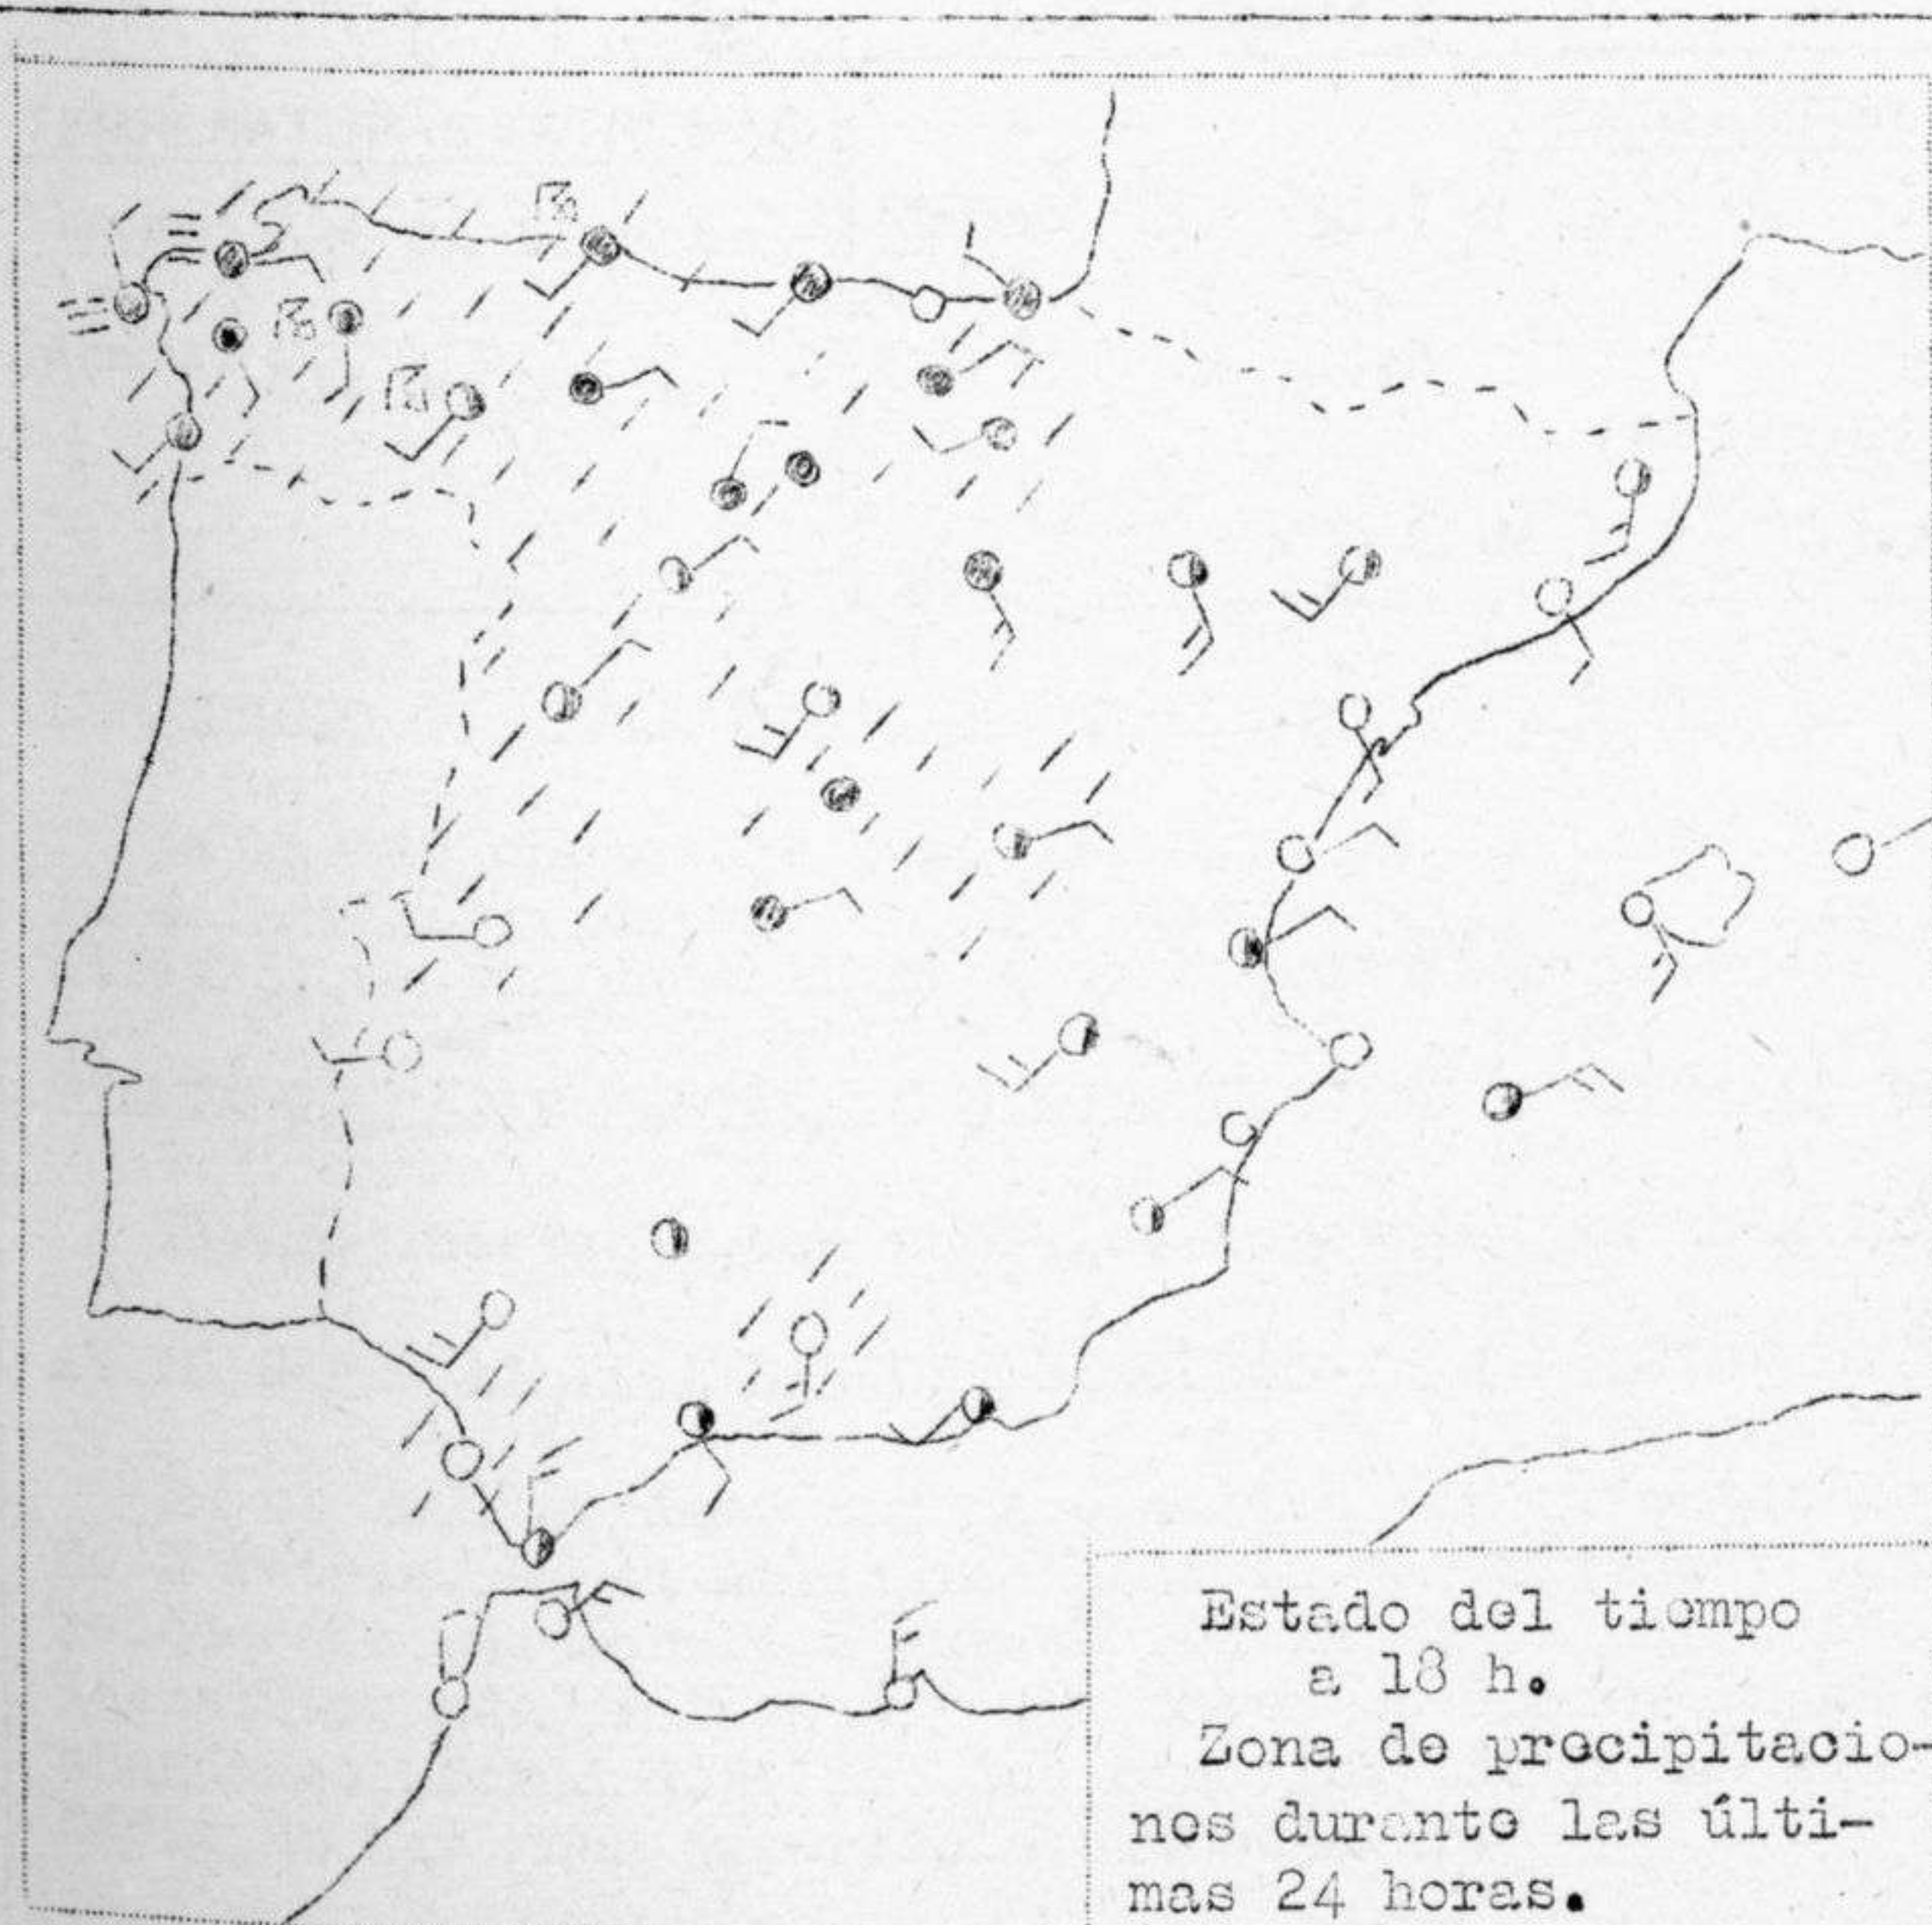 Estado del tiempo
a 18 h.
Zona de precipitacio-
nes durante las últi-
mas 24 horas.